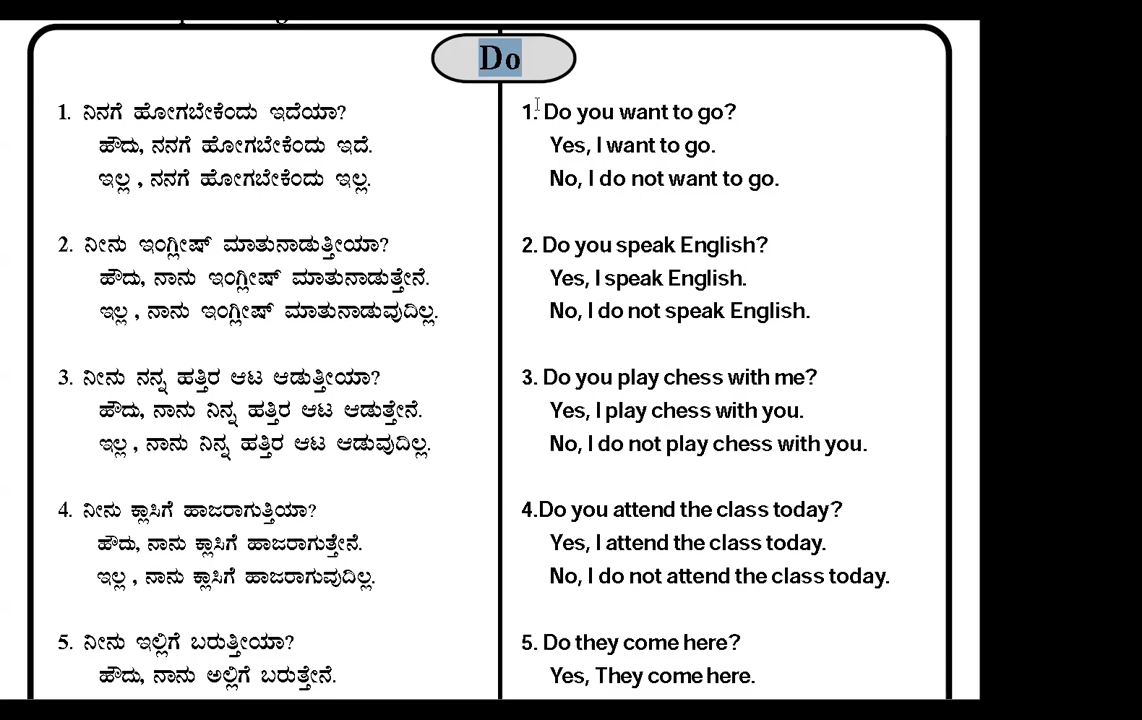 Do
1. ನಿನಗೆ ಹೋಗಬೇಕೆಂದು ಇದೆಯಾ?
ಹೌದು, ನನಗೆ ಹೋಗಬೇಕೆಂದು ಇದೆ.
ಇಲ್ಲ , ನನಗೆ ಹೋಗಬೇಕೆಂದು ಇಲ್ಲ.
2. ನೀನು ಇಂಗ್ಲೀಷ್ ಮಾತುನಾಡುತ್ತೀಯಾ?
ಹೌದು, ನಾನು ಇಂಗ್ಲೀಷ್ ಮಾತುನಾಡುತ್ತೇನೆ.
ಇಲ್ಲ , ನಾನು ಇಂಗ್ಲೀಷ್ ಮಾತುನಾಡುವುದಿಲ್ಲ.
3. ನೀನು ನನ್ನ ಹತ್ತಿರ ಆಟ ಆಡುತ್ತೀಯಾ?
ಹೌದು, ನಾನು ನಿನ್ನ ಹತ್ತಿರ ಆಟ ಆಡುತ್ತೇನೆ.
ಇಲ್ಲ , ನಾನು ನಿನ್ನ ಹತ್ತಿರ ಆಟ ಆಡುವುದಿಲ್ಲ.
4. ನೀನು ಕ್ಲಾಸಿಗೆ ಹಾಜರಾಗುತ್ತಿಯಾ?
ಹೌದು, ನಾನು ಕ್ಲಾಸಿಗೆ ಹಾಜರಾಗುತ್ತೇನೆ.
ಇಲ್ಲ , ನಾನು ಕ್ಲಾಸಿಗೆ ಹಾಜರಾಗುವುದಿಲ್ಲ.
5. ನೀನು ಇಲ್ಲಿಗೆ ಬರುತ್ತೀಯಾ?
ಹೌದು, ನಾನು ಅಲ್ಲಿಗೆ ಬರುತ್ತೇನೆ.
1. Do you want to go?
Yes, I want to go.
No, I do not want to go.
2. Do you speak English?
Yes, I speak English.
No, I do not speak English.
3. Do you play chess with me?
Yes, I play chess with you.
No, I do not play chess with you.
4.Do you attend the class today?
Yes, I attend the class today.
No, I do not attend the class today.
5. Do they come here?
Yes, They come here.